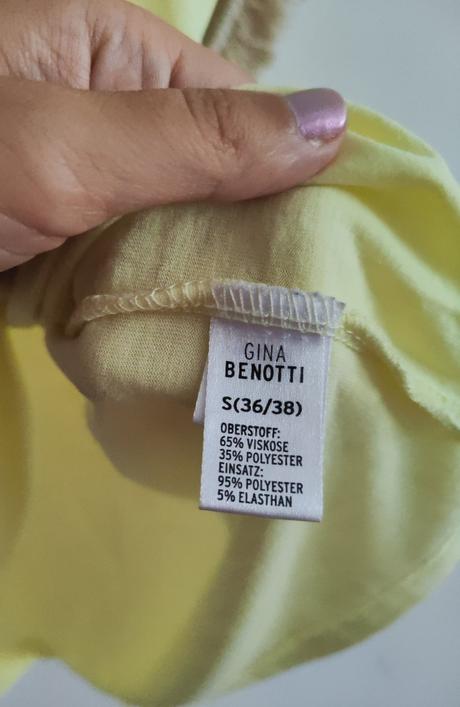 GINA
BENOTTI
S(36/38)
OBERSTOFF:
65% VISKOSE
35% POLYESTER
EINSATZ:
95% POLYESTER
5% ELASTHAN